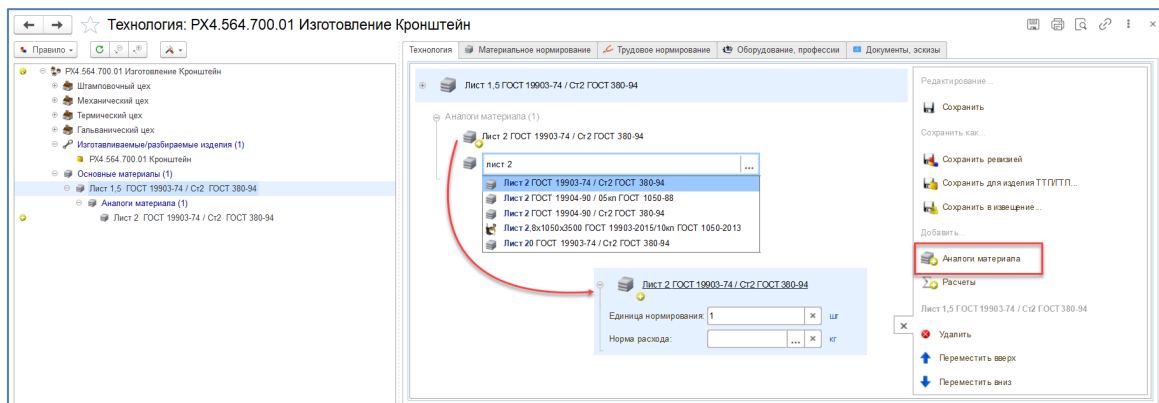 Технология: РХ4.564.700.01 Изготовление Кронштейн
Правило
Технология
Материальное нормирование
Трудовое нормирование
Оборудование, профессии
Документы, эскизы
РХ4.564.700.01 Изготовление Кронштейн
Штамповочный цех
Механический цех
Термический цех
Гальванический цех
Изготавливаемые/разбираемые изделия (1)
РХ4.564.700.01 Кронштейн
Основные материалы (1)
Лист 1,5 ГОСТ 19903-74 / Ст2 ГОСТ 380-94
Аналоги материала (1)
Лист 2 ГОСТ 19903-74 / Ст2 ГОСТ 380-94
Лист 1,5 ГОСТ 19903-74 / Ст2 ГОСТ 380-94
Аналоги материала (1)
Лист 2 ГОСТ 19903-74 / Ст2 ГОСТ 380-94
лист 2
...
Лист 2 ГОСТ 19903-74 / Ст2 ГОСТ 380-94
Лист 2 ГОСТ 19904-90 / 05кп ГОСТ 1050-88
Лист 2 ГОСТ 19904-90 / Ст2 ГОСТ 380-94
Лист 2,8х1050х3500 ГОСТ 19903-2015/10кп ГОСТ 1050-2013
Лист 20 ГОСТ 19903-74 / Ст2 ГОСТ 380-94
Лист 2 ГОСТ 19903-74 / Ст2 ГОСТ 380-94
Единица нормирования: 1 шт
Норма расхода: ... кг
Редактирование...
Сохранить
Сохранить как...
Сохранить ревизией
Сохранить для изделия ТТП/ГТП...
Сохранить в извещение...
Добавить...
Аналоги материала
Расчеты
Лист 1,5 ГОСТ 19903-74 / Ст2 ГОСТ 380-94
Удалить
Переместить вверх
Переместить вниз